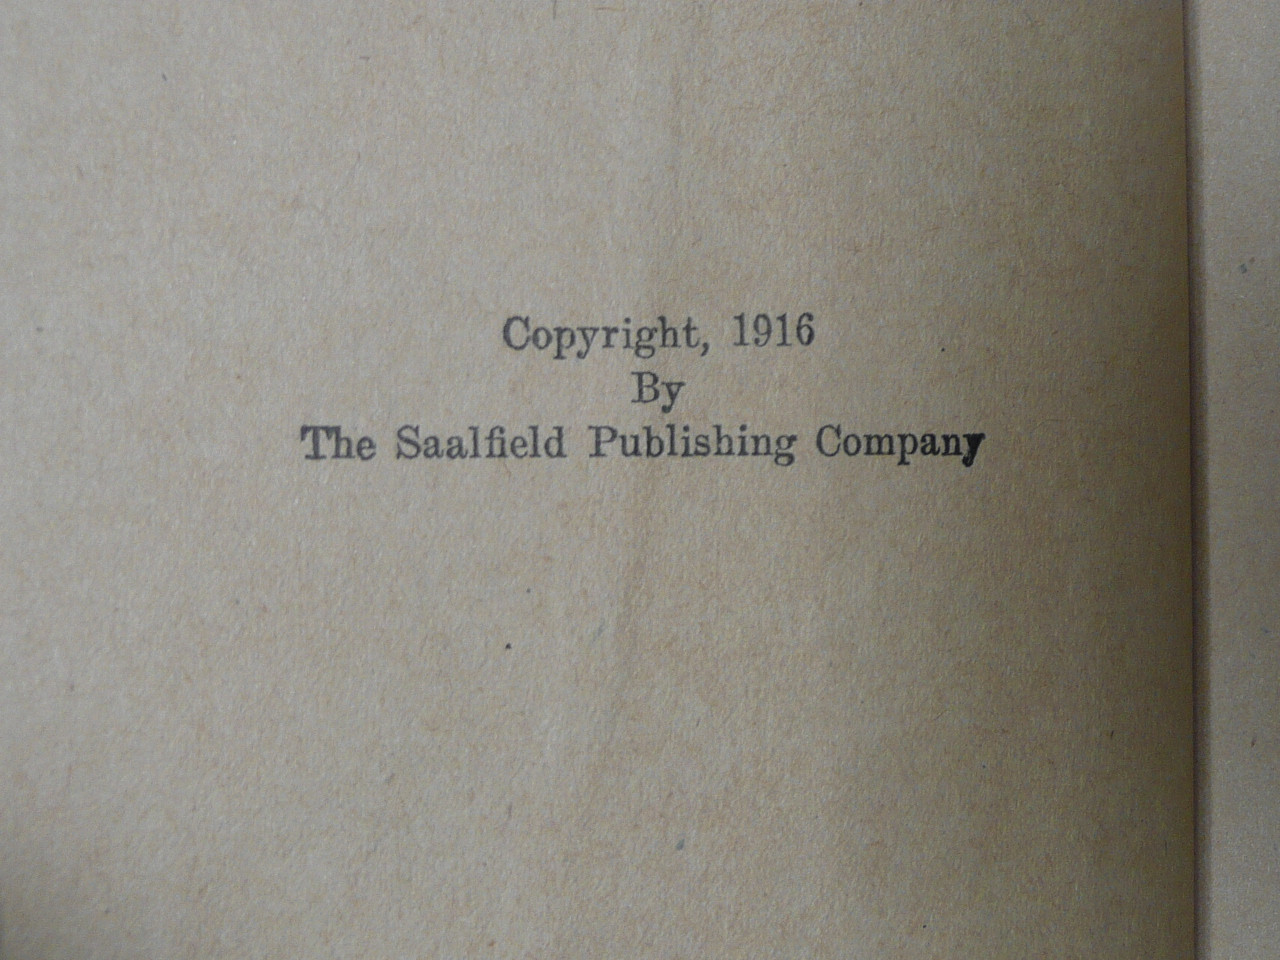 Copyright, 1916
By
The Saalfield Publishing Company